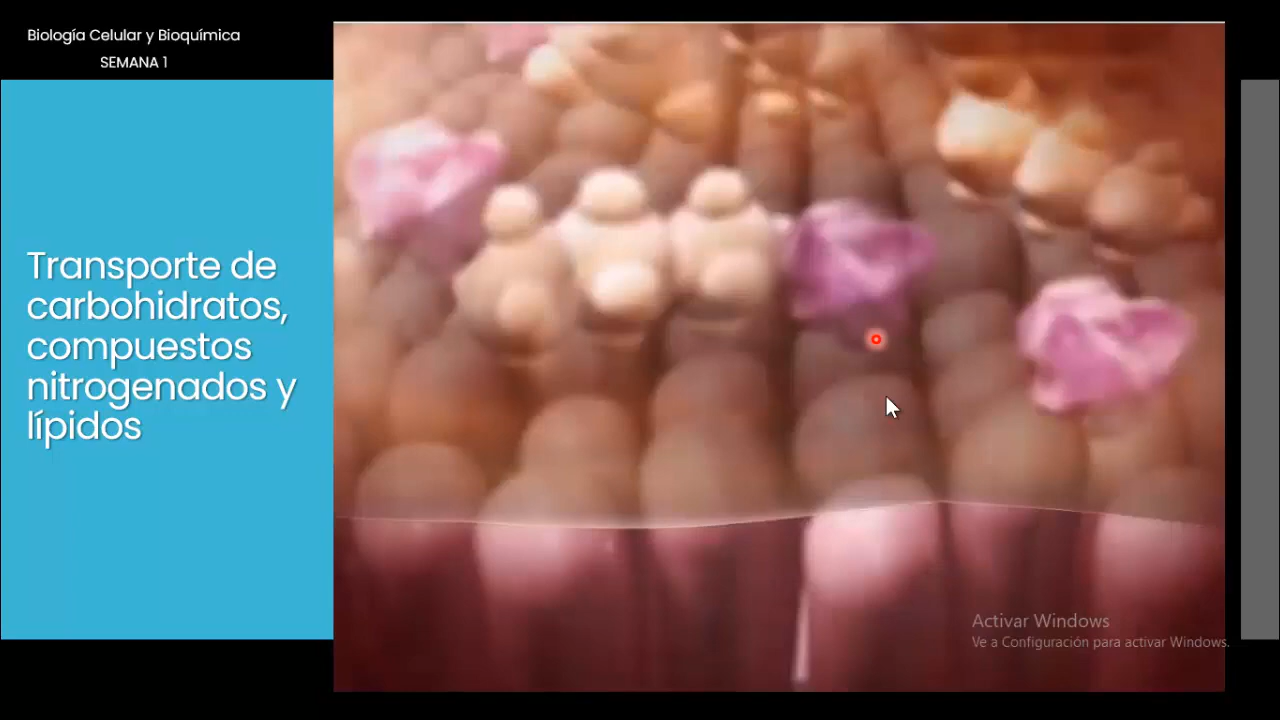 Biología Celular y Bioquímica
SEMANA 1
Transporte de
carbohidratos,
compuestos
nitrogenados y
lípidos
Activar Windows
Ve a Configuración para activar Windows.